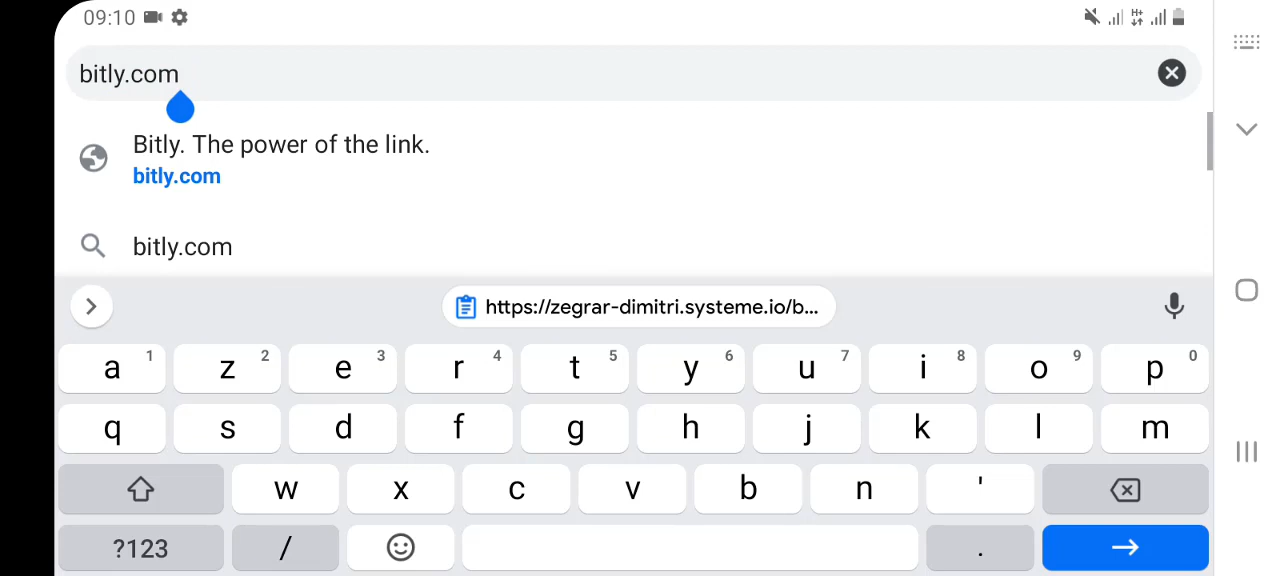 09:10
bitly.com
Bitly. The power of the link.
bitly.com
bitly.com
https://zegrar-dimitri.systeme.io/b...
a 1 z 2 e 3 r 4 t 5 y 6 u 7 i 8 o 9 p 0
q s d f g h j k l m
w x c v b n '
?123 / .